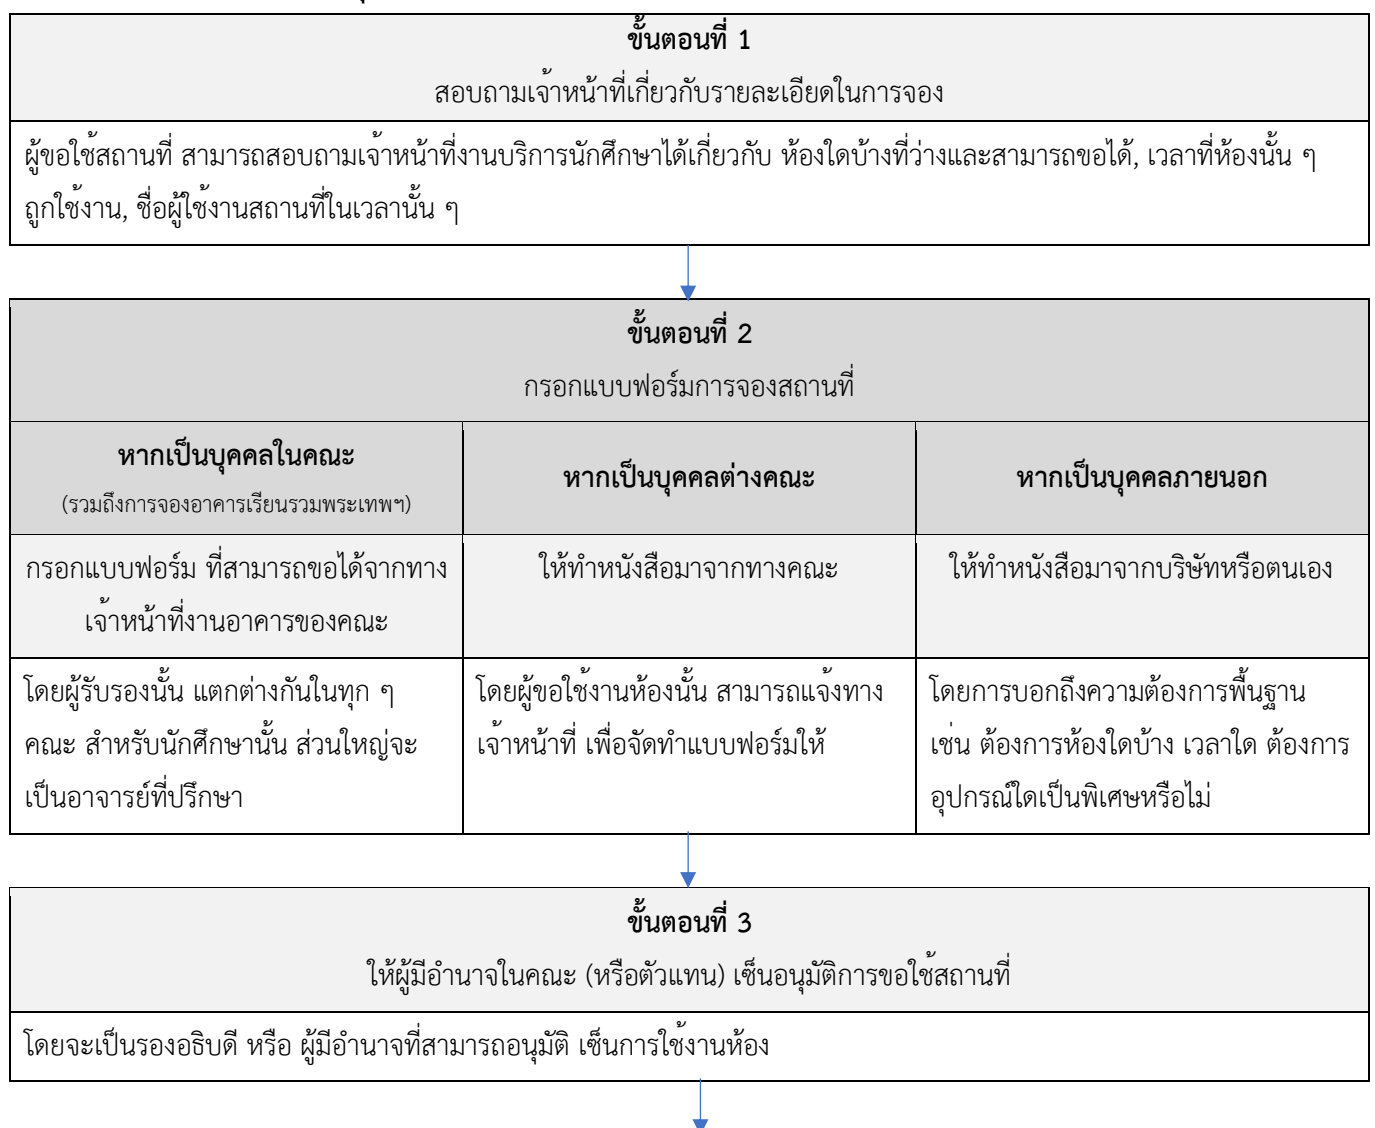 ขั้นตอนที่ 1
สอบถามเจ้าหน้าที่เกี่ยวกับรายละเอียดในการจอง
ผู้ขอใช้สถานที่ สามารถสอบถามเจ้าหน้าที่งานบริการนักศึกษาได้เกี่ยวกับ ห้องใดบ้างที่ว่างและสามารถขอได้, เวลาที่ห้องนั้น ๆ
ถูกใช้งาน, ชื่อผู้ใช้งานสถานที่ในเวลานั้น ๆ
ขั้นตอนที่ 2
กรอกแบบฟอร์มการจองสถานที่
หากเป็นบุคคลในคณะ
(รวมถึงการจองอาคารเรียนรวมพระเทพฯ)
หากเป็นบุคคลต่างคณะ
หากเป็นบุคคลภายนอก
กรอกแบบฟอร์ม ที่สามารถขอได้จากทาง
เจ้าหน้าที่งานอาคารของคณะ
ให้ทำหนังสือมาจากทางคณะ
ให้ทำหนังสือมาจากบริษัทหรือตนเอง
โดยผู้รับรองนั้น แตกต่างกันในทุก ๆ
คณะ สำหรับนักศึกษานั้น ส่วนใหญ่จะ
เป็นอาจารย์ที่ปรึกษา
โดยผู้ขอใช้งานห้องนั้น สามารถแจ้งทาง
เจ้าหน้าที่ เพื่อจัดทำแบบฟอร์มให้
โดยการบอกถึงความต้องการพื้นฐาน
เช่น ต้องการห้องใดบ้าง เวลาใด ต้องการ
อุปกรณ์ใดเป็นพิเศษหรือไม่
ขั้นตอนที่ 3
ให้ผู้มีอำนาจในคณะ (หรือตัวแทน) เซ็นอนุมัติการขอใช้สถานที่
โดยจะเป็นรองอธิบดี หรือ ผู้มีอำนาจที่สามารถอนุมัติ เซ็นการใช้งานห้อง